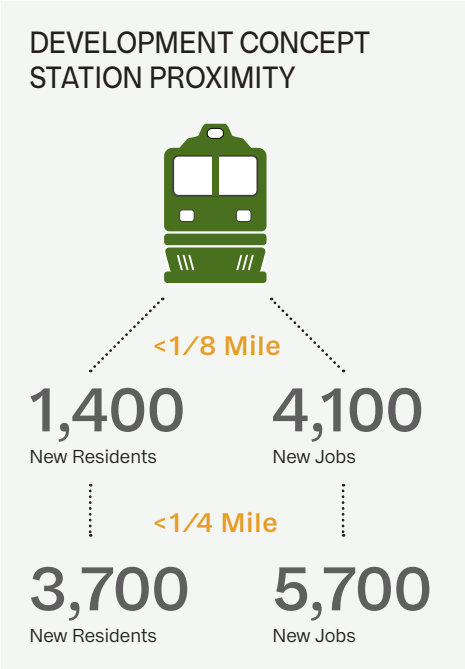 DEVELOPMENT CONCEPT
STATION PROXIMITY
<1/8 Mile
1,400
New Residents
4,100
New Jobs
<1/4 Mile
3,700
New Residents
5,700
New Jobs